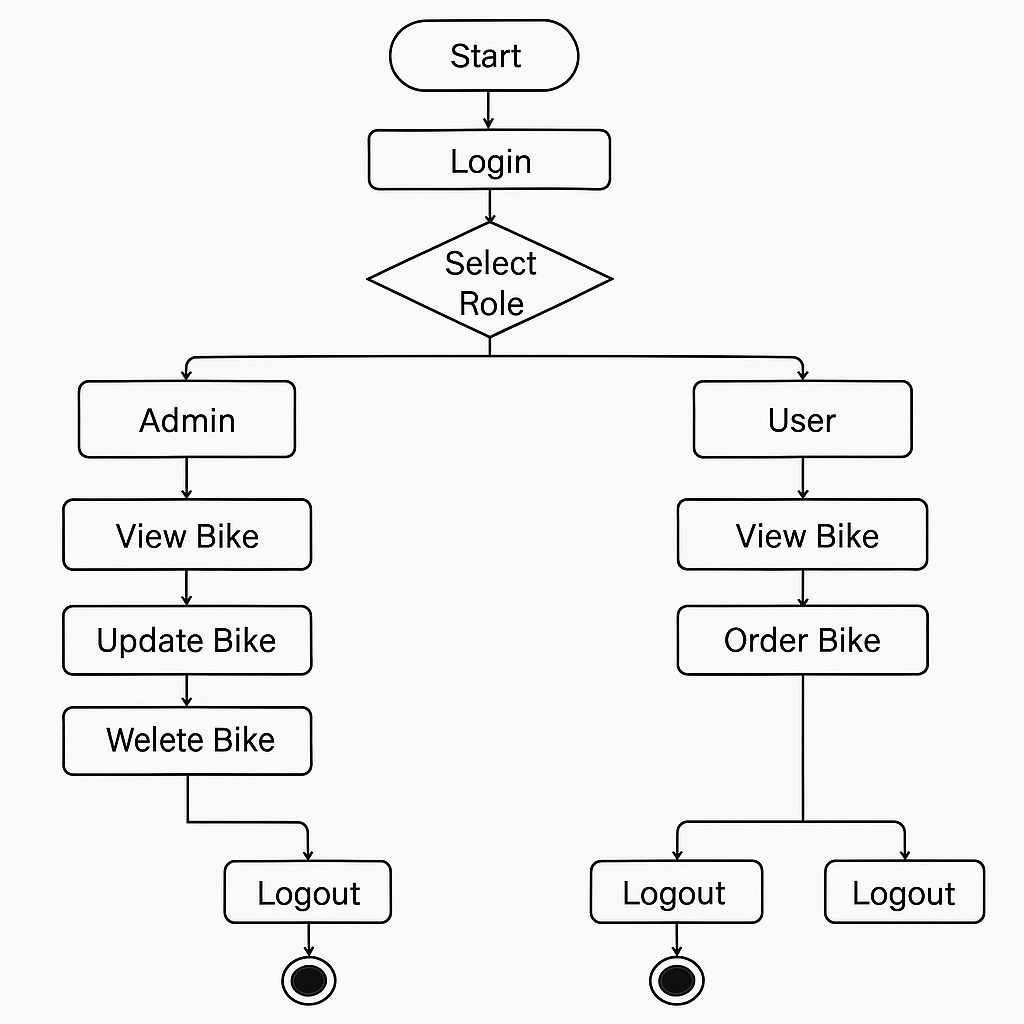 Start
Login
Select
Role
Admin
User
View Bike
View Bike
Update Bike
Order Bike
Welete Bike
Logout
Logout
Logout